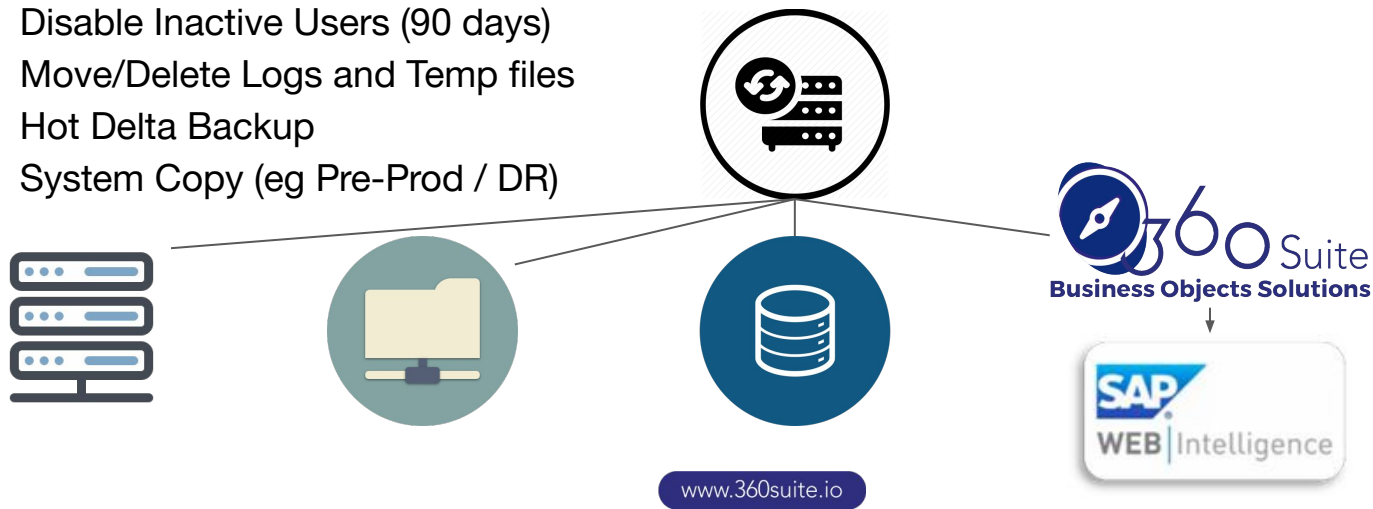 Disable Inactive Users (90 days)
Move/Delete Logs and Temp files
Hot Delta Backup
System Copy (eg Pre-Prod / DR)
360 Suite
Business Objects Solutions
SAP
WEB Intelligence
www.360suite.io